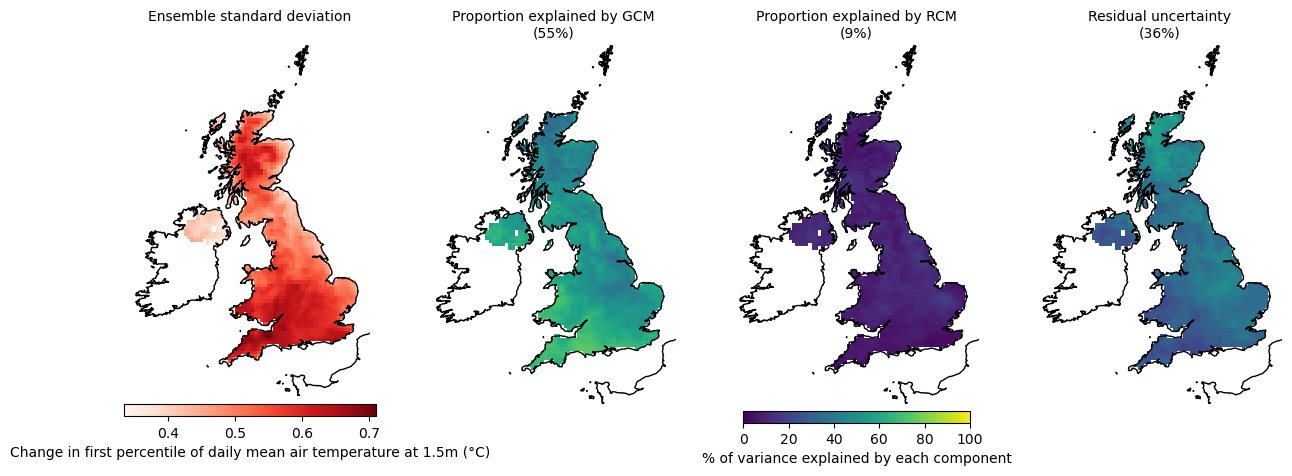 Ensemble standard deviation
Proportion explained by GCM
(55%)
Proportion explained by RCM
(9%)
Residual uncertainty
(36%)
0.4 0.5 0.6 0.7
Change in first percentile of daily mean air temperature at 1.5m (°C)
0 20 40 60 80 100
% of variance explained by each component